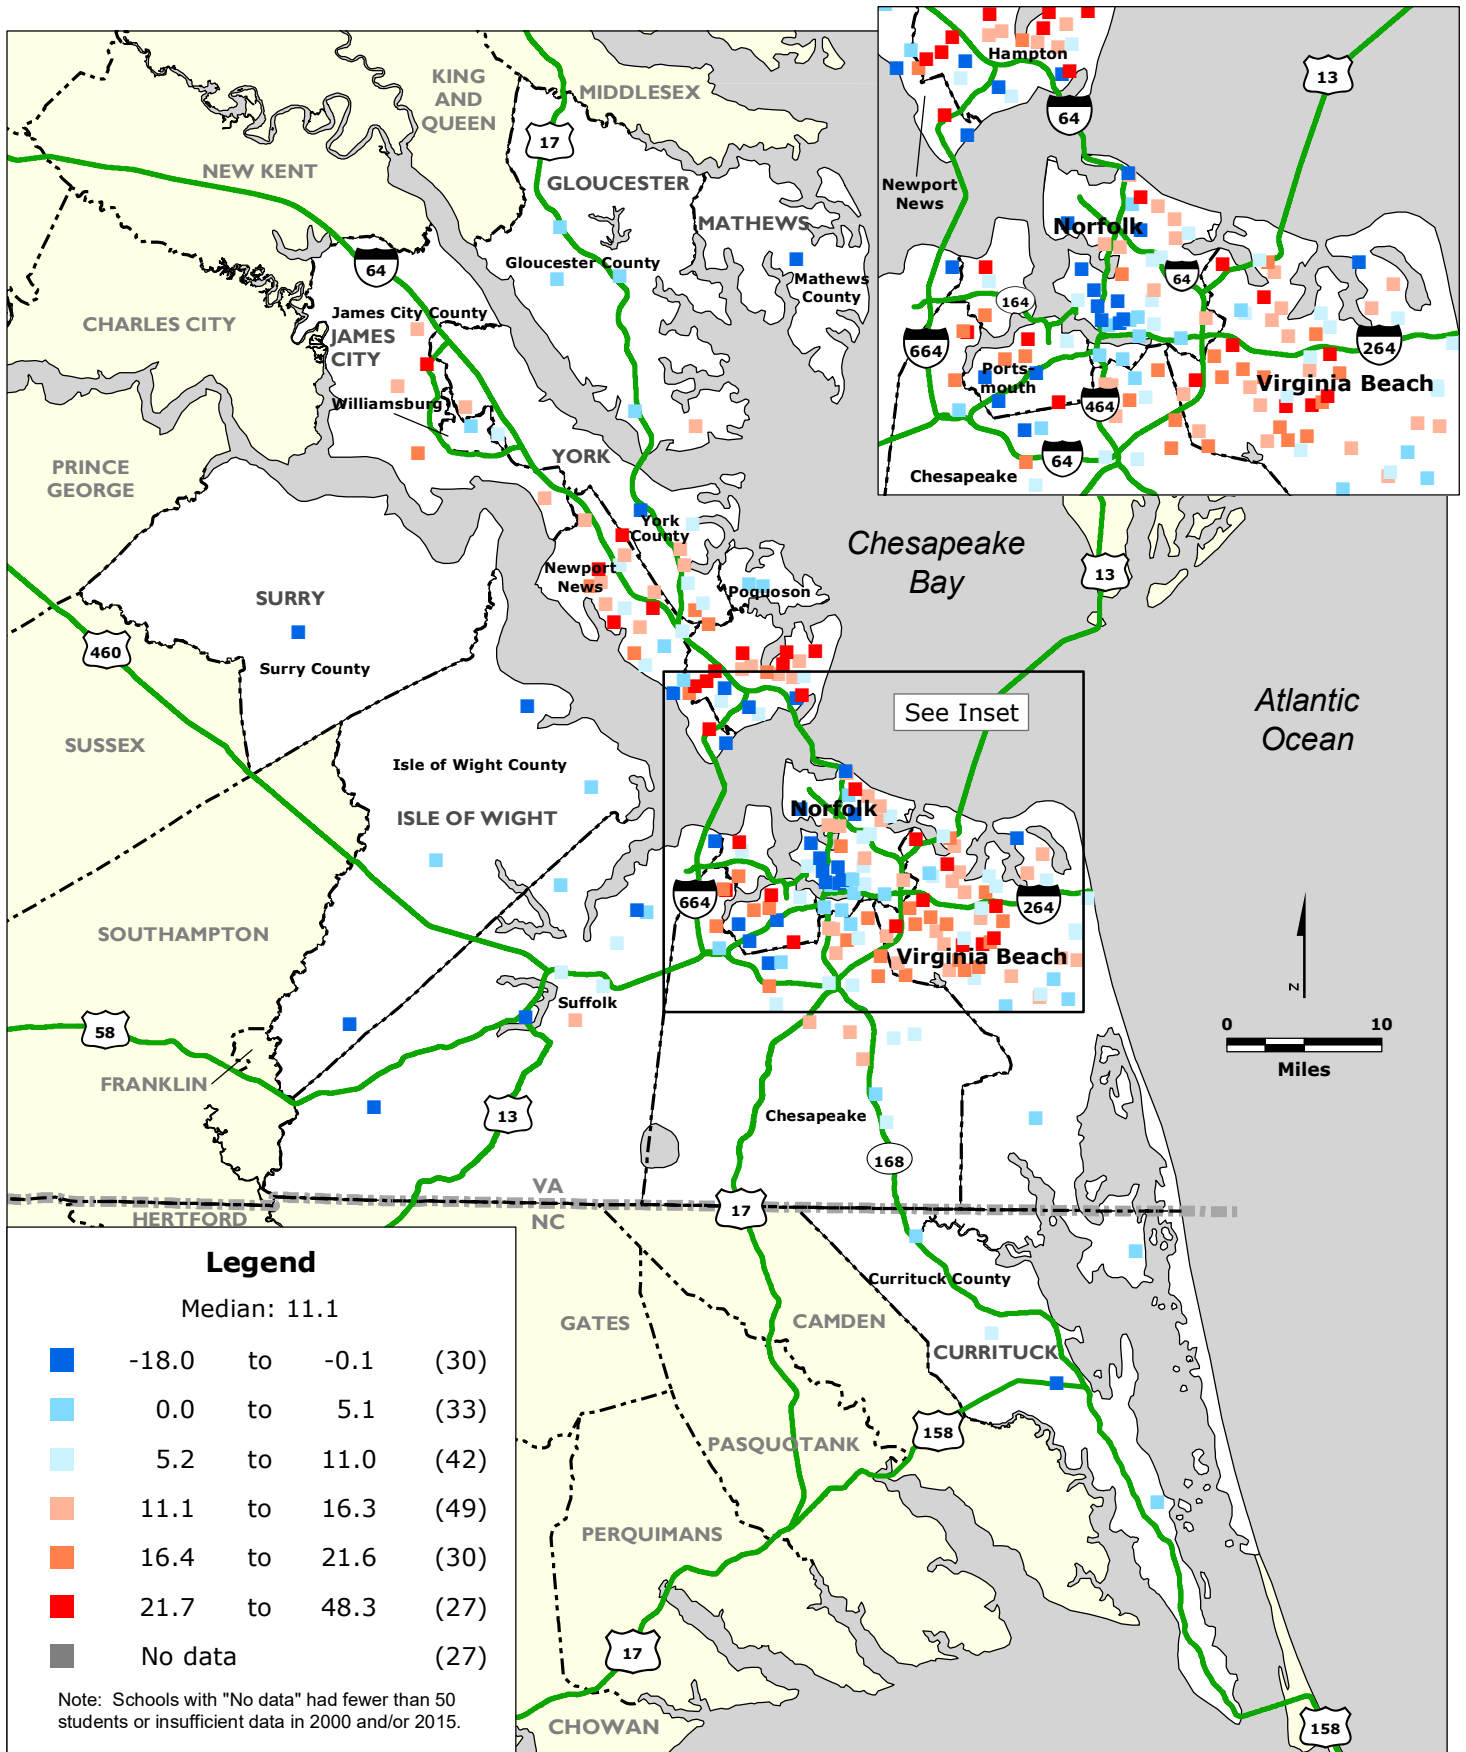 KING
AND
QUEEN
MIDDLESEX
17
NEW KENT
GLOUCESTER
MATHEWS
64
Gloucester County
Mathews
County
CHARLES CITY
James City County
JAMES
CITY
Williamsburg
PRINCE
GEORGE
YORK
York
County
Newport
News
Poquoson
SURRY
Surry County
460
SUSSEX
Isle of Wight County
ISLE OF WIGHT
SOUTHAMPTON
58
FRANKLIN
Suffolk
13
Hampton
64
13
Newport
News
Norfolk
64
164
664
264
Ports-
mouth
Virginia Beach
464
64
Chesapeake
Chesapeake
Bay
13
Atlantic
Ocean
See Inset
Norfolk
664
264
Virginia Beach
N
0 10
Miles
Chesapeake
168
VA
NC
17
HERTFORD
Currituck County
GATES
CAMDEN
CURRITUCK
PASQUOTANK
158
PERQUIMANS
17
CHOWAN
158
Legend
Median: 11.1
-18.0 to -0.1 (30)
0.0 to 5.1 (33)
5.2 to 11.0 (42)
11.1 to 16.3 (49)
16.4 to 21.6 (30)
21.7 to 48.3 (27)
No data (27)
Note: Schools with "No data" had fewer than 50
students or insufficient data in 2000 and/or 2015.